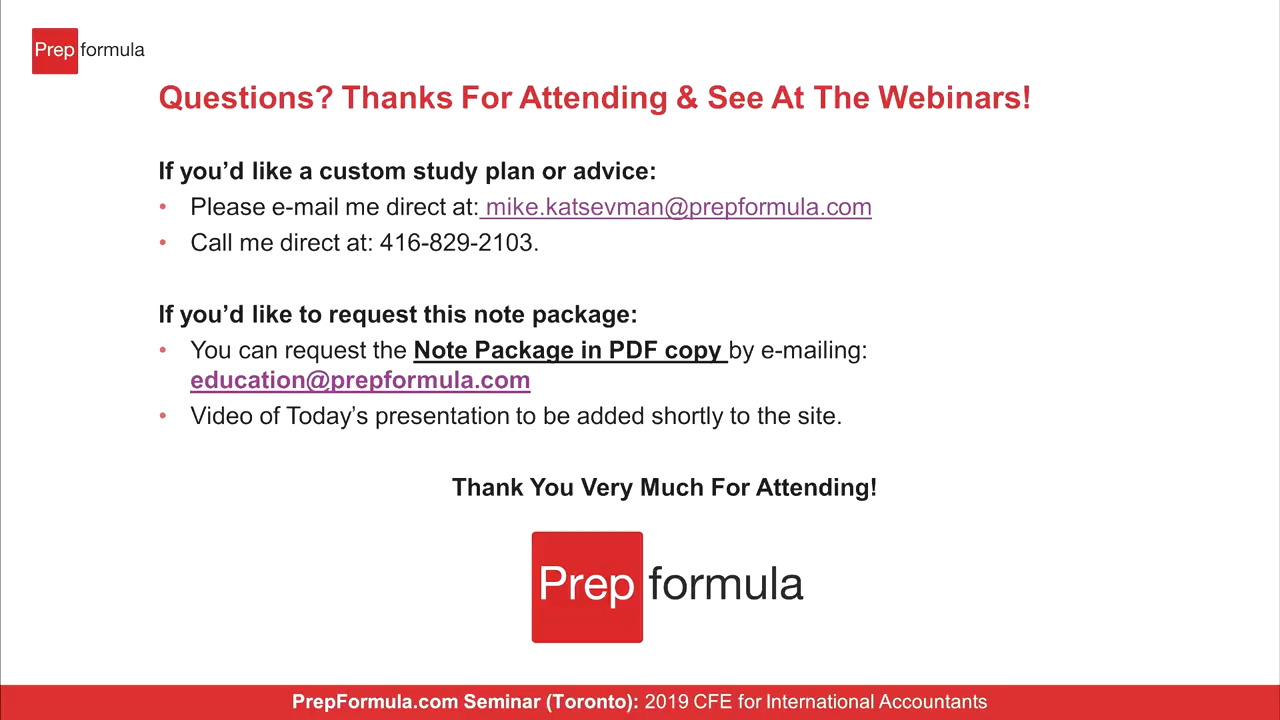 Prep formula
Questions? Thanks For Attending & See At The Webinars!
If you’d like a custom study plan or advice:
• Please e-mail me direct at: mike.katsevman@prepformula.com
• Call me direct at: 416-829-2103.
If you’d like to request this note package:
• You can request the Note Package in PDF copy by e-mailing:
education@prepformula.com
• Video of Today’s presentation to be added shortly to the site.
Thank You Very Much For Attending!
Prep formula
PrepFormula.com Seminar (Toronto): 2019 CFE for International Accountants